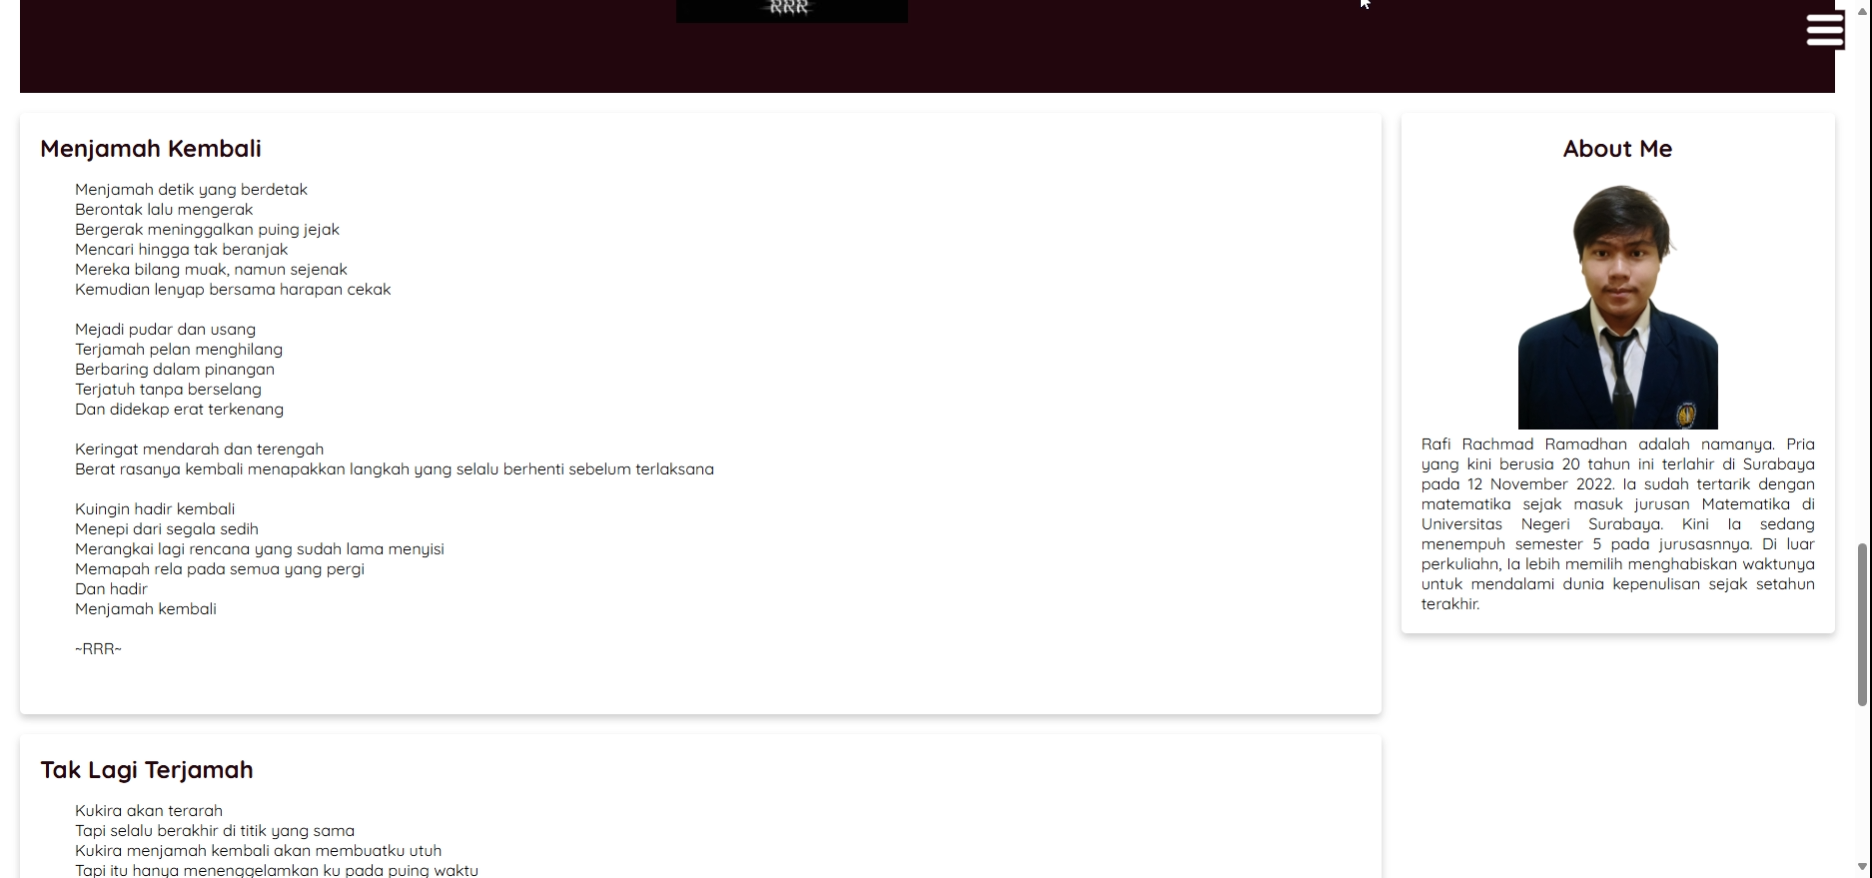 RRR
Menjamah Kembali
Menjamah detik yang berdetak
Berontak lalu mengerak
Bergerak meninggalkan puing jejak
Mencari hingga tak beranjak
Mereka bilang muak, namun sejenak
Kemudian lenyap bersama harapan cekak
Mejadi pudar dan usang
Terjamah pelan menghilang
Berbaring dalam pinangan
Terjatuh tanpa berselang
Dan didekap erat terkenang
Keringat mendarah dan terengah
Berat rasanya kembali menapakkan langkah yang selalu berhenti sebelum terlaksana
Kuingin hadir kembali
Menepi dari segala sedih
Merangkai lagi rencana yang sudah lama menyisi
Memapah rela pada semua yang pergi
Dan hadir
Menjamah kembali
~RRR~
Tak Lagi Terjamah
Kukira akan terarah
Tapi selalu berakhir di titik yang sama
Kukira menjamah kembali akan membuatku utuh
Tapi itu hanya menenggelamkan ku pada puing waktu
About Me
Rafi Rachmad Ramadhan adalah namanya. Pria
yang kini berusia 20 tahun ini terlahir di Surabaya
pada 12 November 2022. Ia sudah tertarik dengan
matematika sejak masuk jurusan Matematika di
Universitas Negeri Surabaya. Kini Ia sedang
menempuh semester 5 pada jurusasnnya. Di luar
perkuliahn, Ia lebih memilih menghabiskan waktunya
untuk mendalami dunia kepenulisan sejak setahun
terakhir.